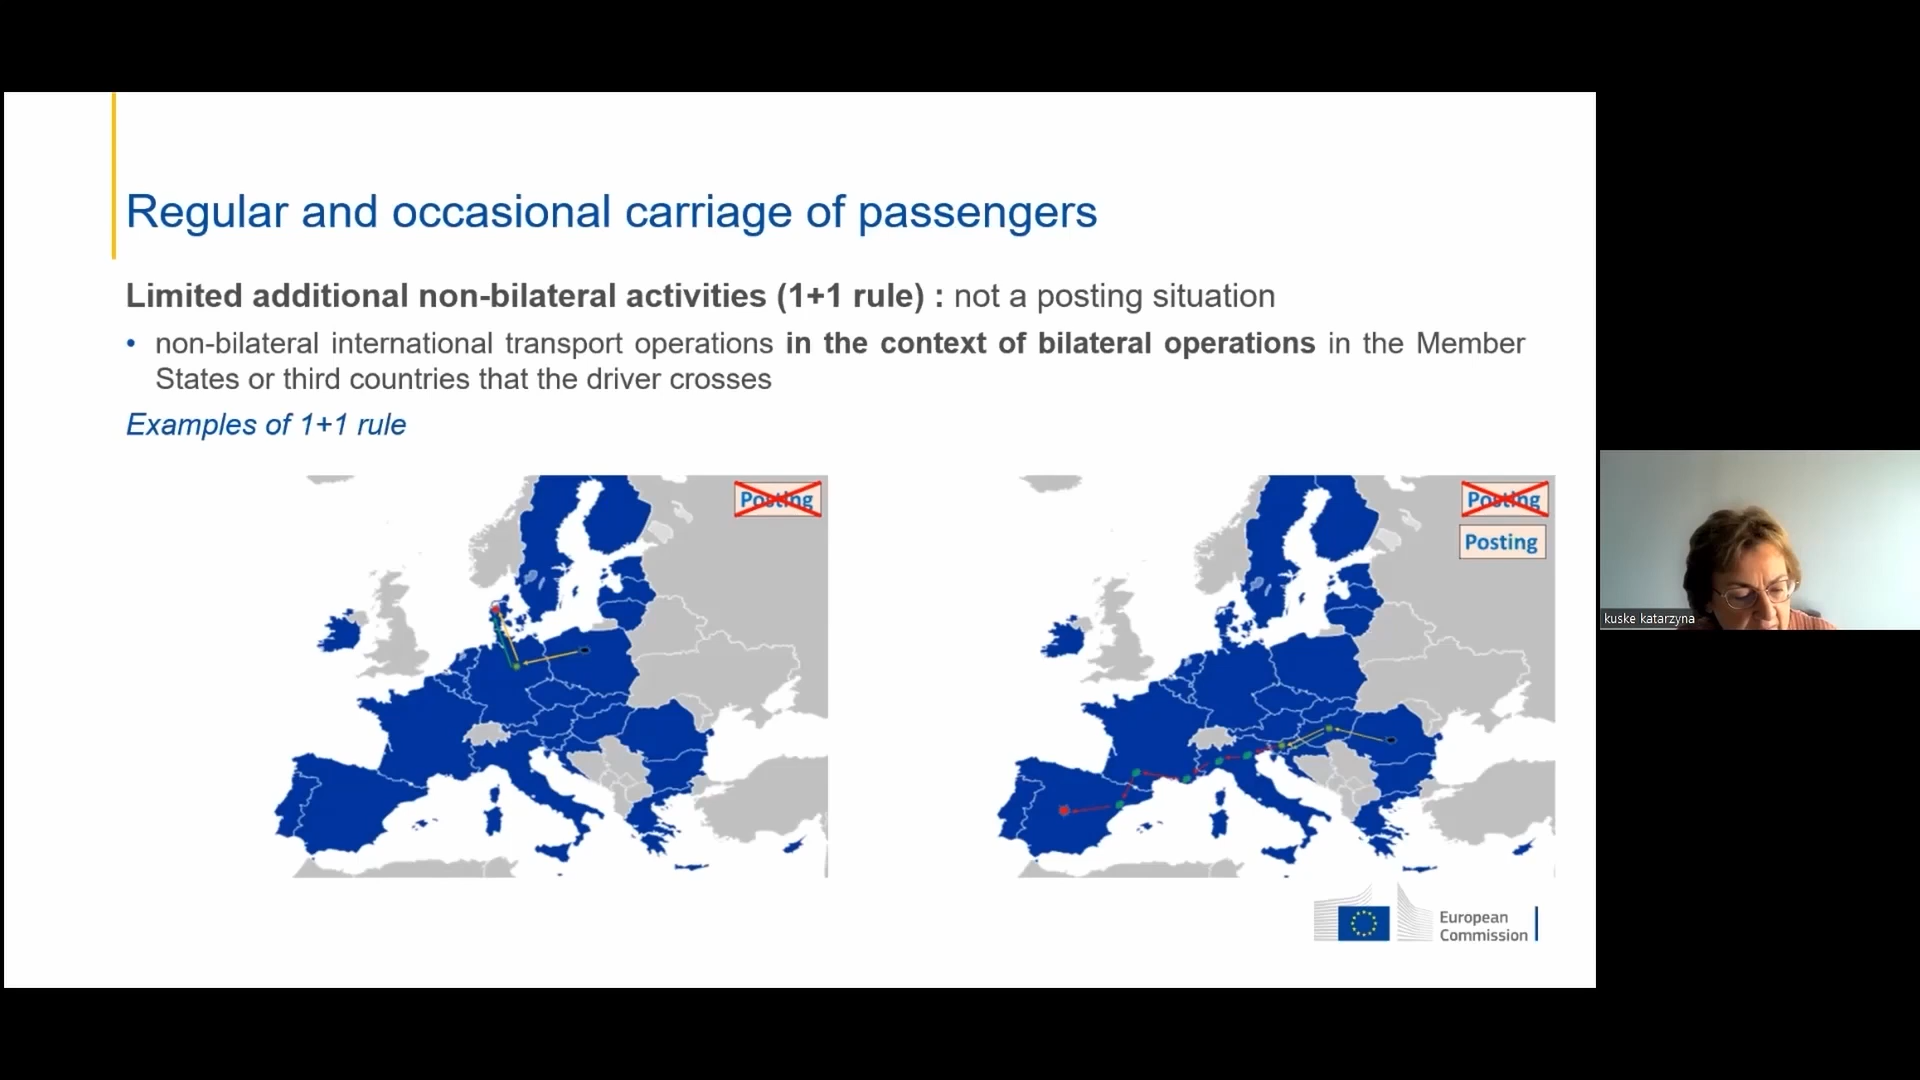 Regular and occasional carriage of passengers
Limited additional non-bilateral activities (1+1 rule) : not a posting situation
• non-bilateral international transport operations in the context of bilateral operations in the Member
States or third countries that the driver crosses
Examples of 1+1 rule
Posting
Posting
Posting
kuske katarzyna
European
Commission